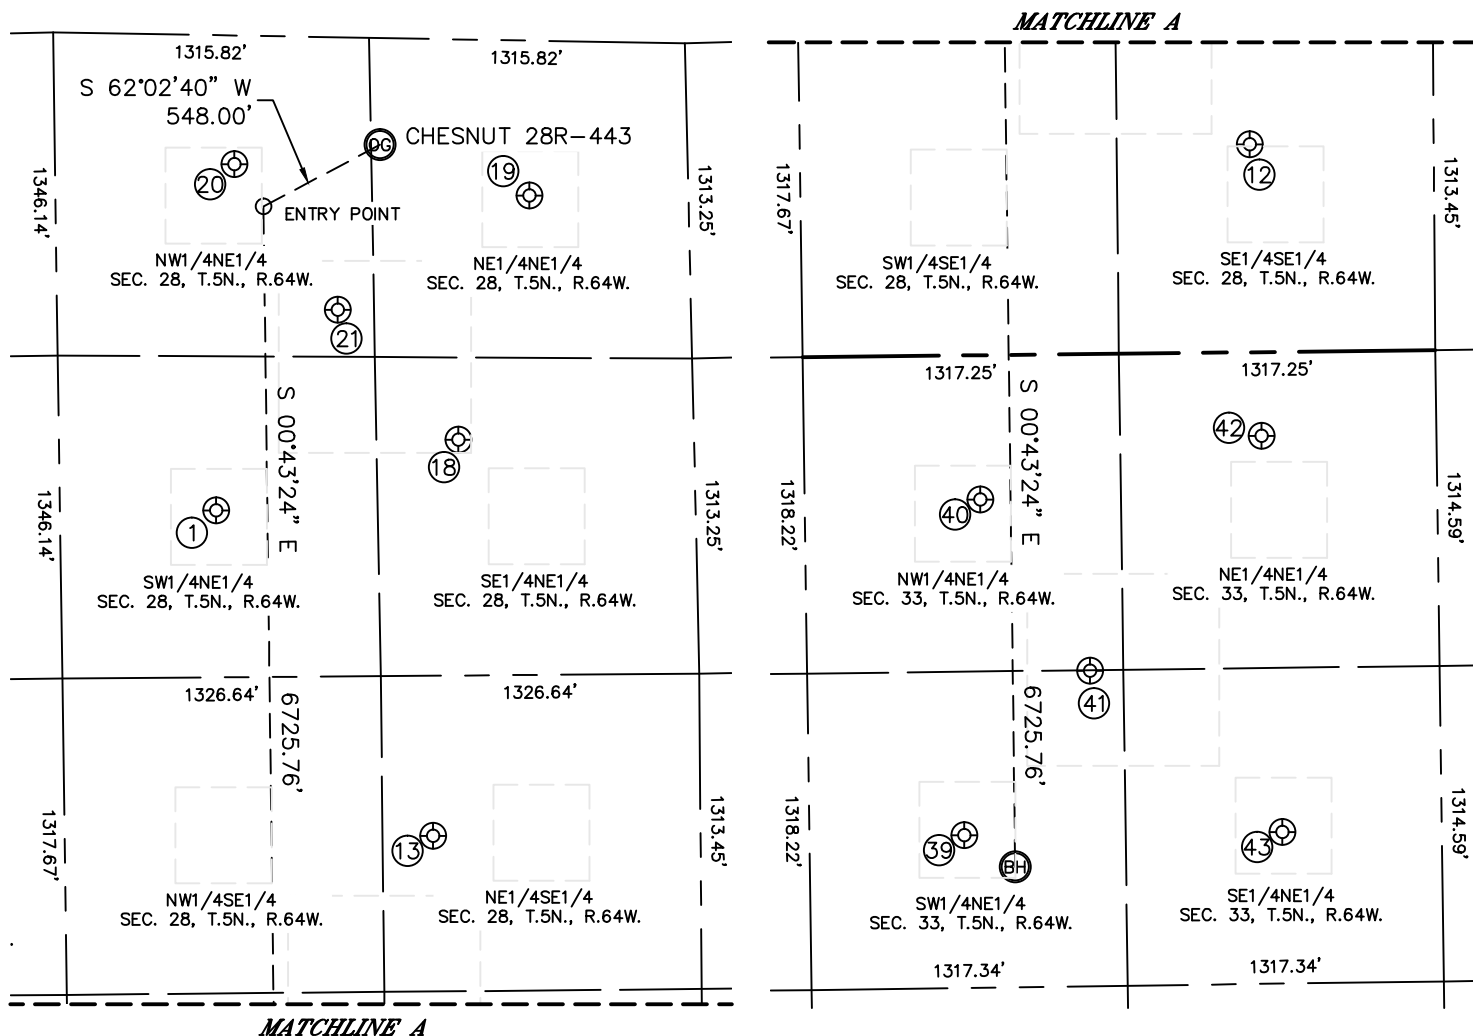 MATCHLINE A
1315.82'
1315.82'
S 62°02'40" W
548.00'
CHESNUT 28R-443
OG
20
19
ENTRY POINT
1346.14'
1313.25'
NW1/4NE1/4
SEC. 28, T.5N., R.64W.
NE1/4NE1/4
SEC. 28, T.5N., R.64W.
21
S 00°43'24" E
18
1
1346.14'
1313.25'
SW1/4NE1/4
SEC. 28, T.5N., R.64W.
SE1/4NE1/4
SEC. 28, T.5N., R.64W.
1326.64'
1326.64'
6725.76'
13
1317.67'
1313.45'
NW1/4SE1/4
SEC. 28, T.5N., R.64W.
NE1/4SE1/4
SEC. 28, T.5N., R.64W.
MATCHLINE A
1317.67'
12
1313.45'
SW1/4SE1/4
SEC. 28, T.5N., R.64W.
SE1/4SE1/4
SEC. 28, T.5N., R.64W.
1317.25'
1317.25'
S 00°43'24" E
42
40
1318.22'
1314.59'
NW1/4NE1/4
SEC. 33, T.5N., R.64W.
NE1/4NE1/4
SEC. 33, T.5N., R.64W.
41
6725.76'
39
43
BH
1318.22'
1314.59'
SW1/4NE1/4
SEC. 33, T.5N., R.64W.
SE1/4NE1/4
SEC. 33, T.5N., R.64W.
1317.34'
1317.34'